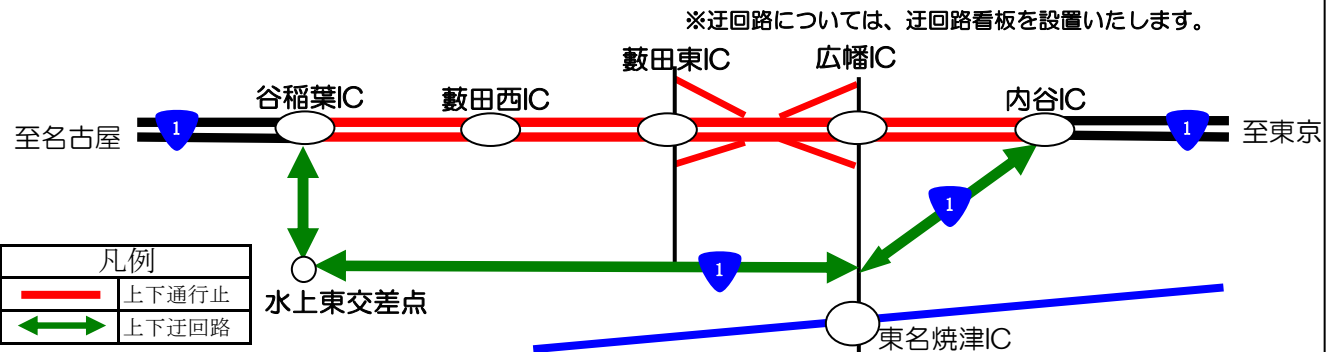 ※迂回路については、迂回路看板を設置いたします。
藪田東IC
広幡IC
谷稲葉IC
藪田西IC
内谷IC
至名古屋
1
1
至東京
1
凡例
上下通行止
上下迂回路
1
水上東交差点
東名焼津IC